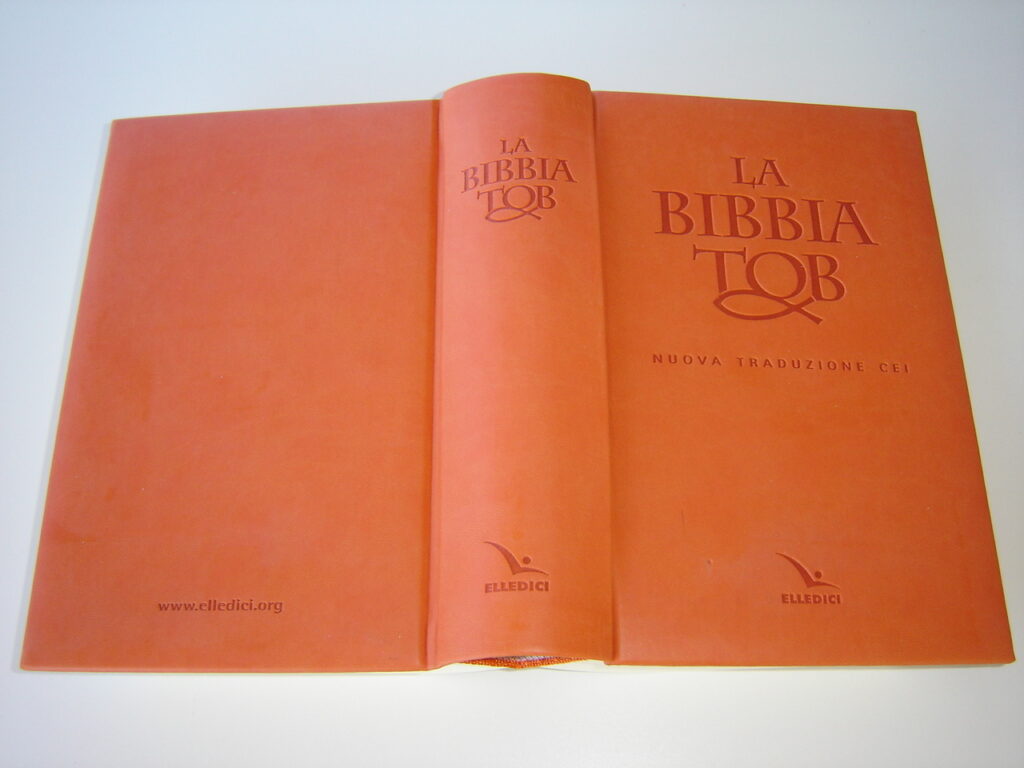 www.elledici.org
LA
BIBBIA
TOB
ELLEDICI
LA
BIBBIA
TOB
NUOVA TRADUZIONE CEI
ELLEDICI